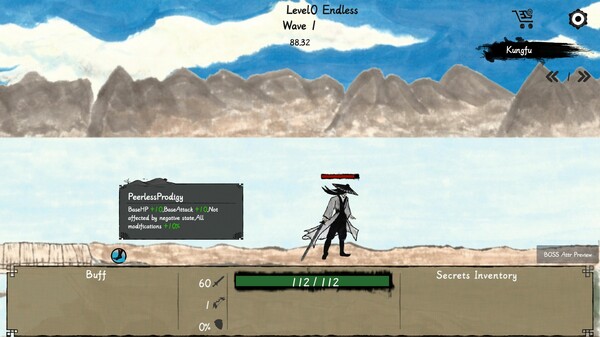 Level0 Endless
Wave 1
88.32
Kungfu
PeerlessProdigy
BaseHP +10,BaseAttack +10,Not
affected by negative state,All
modifications +10%
BOSS Attr Preview
Buff
60
112/112
Secrets Inventory
1
0%